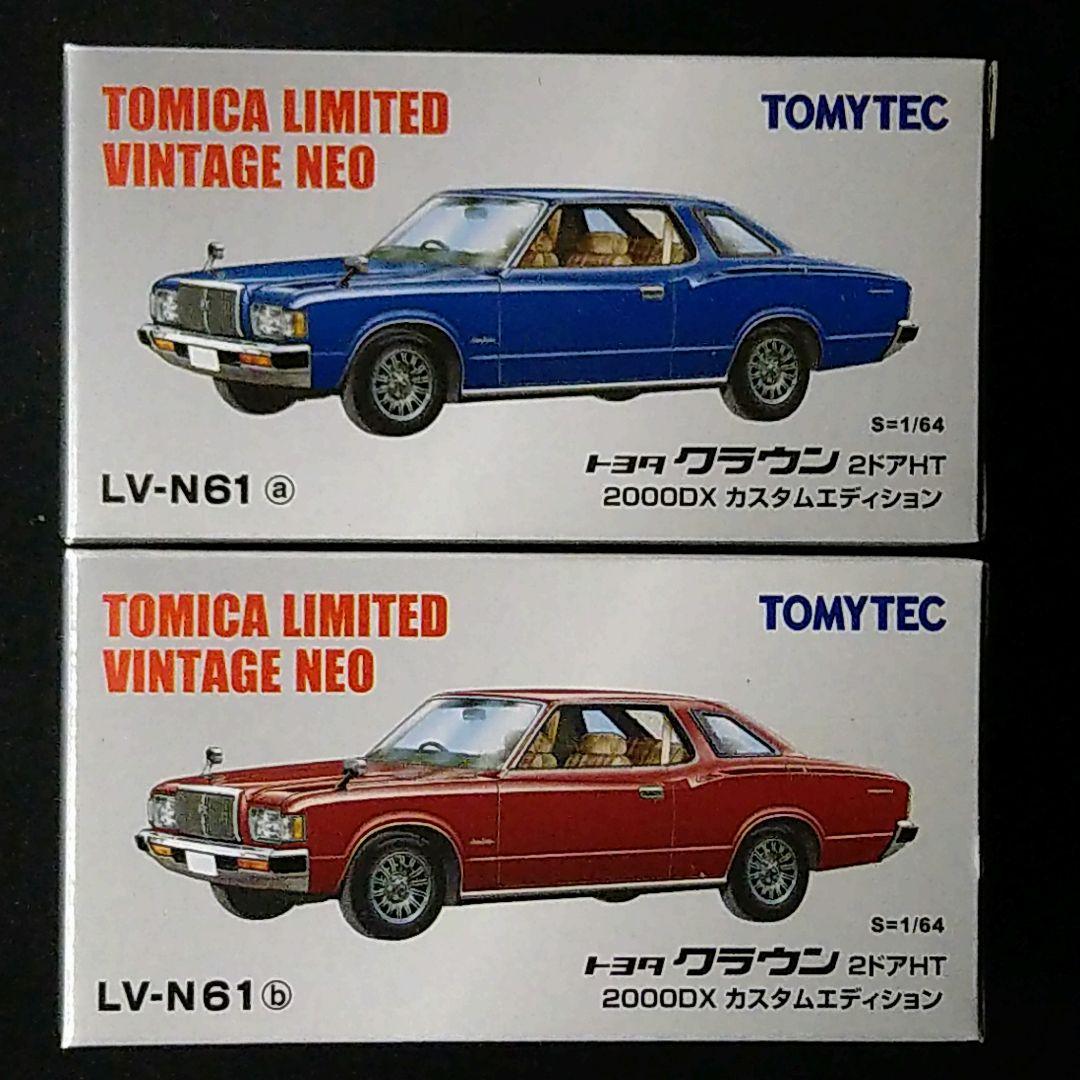 TOMICA LIMITED
VINTAGE NEO
TOMYTEC
S=1/64
トヨタ クラウン 2ドアHT
2000DX カスタムエディション
LV-N61 ⓐ
TOMICA LIMITED
VINTAGE NEO
TOMYTEC
S=1/64
トヨタ クラウン 2ドアHT
2000DX カスタムエディション
LV-N61 ⓑ